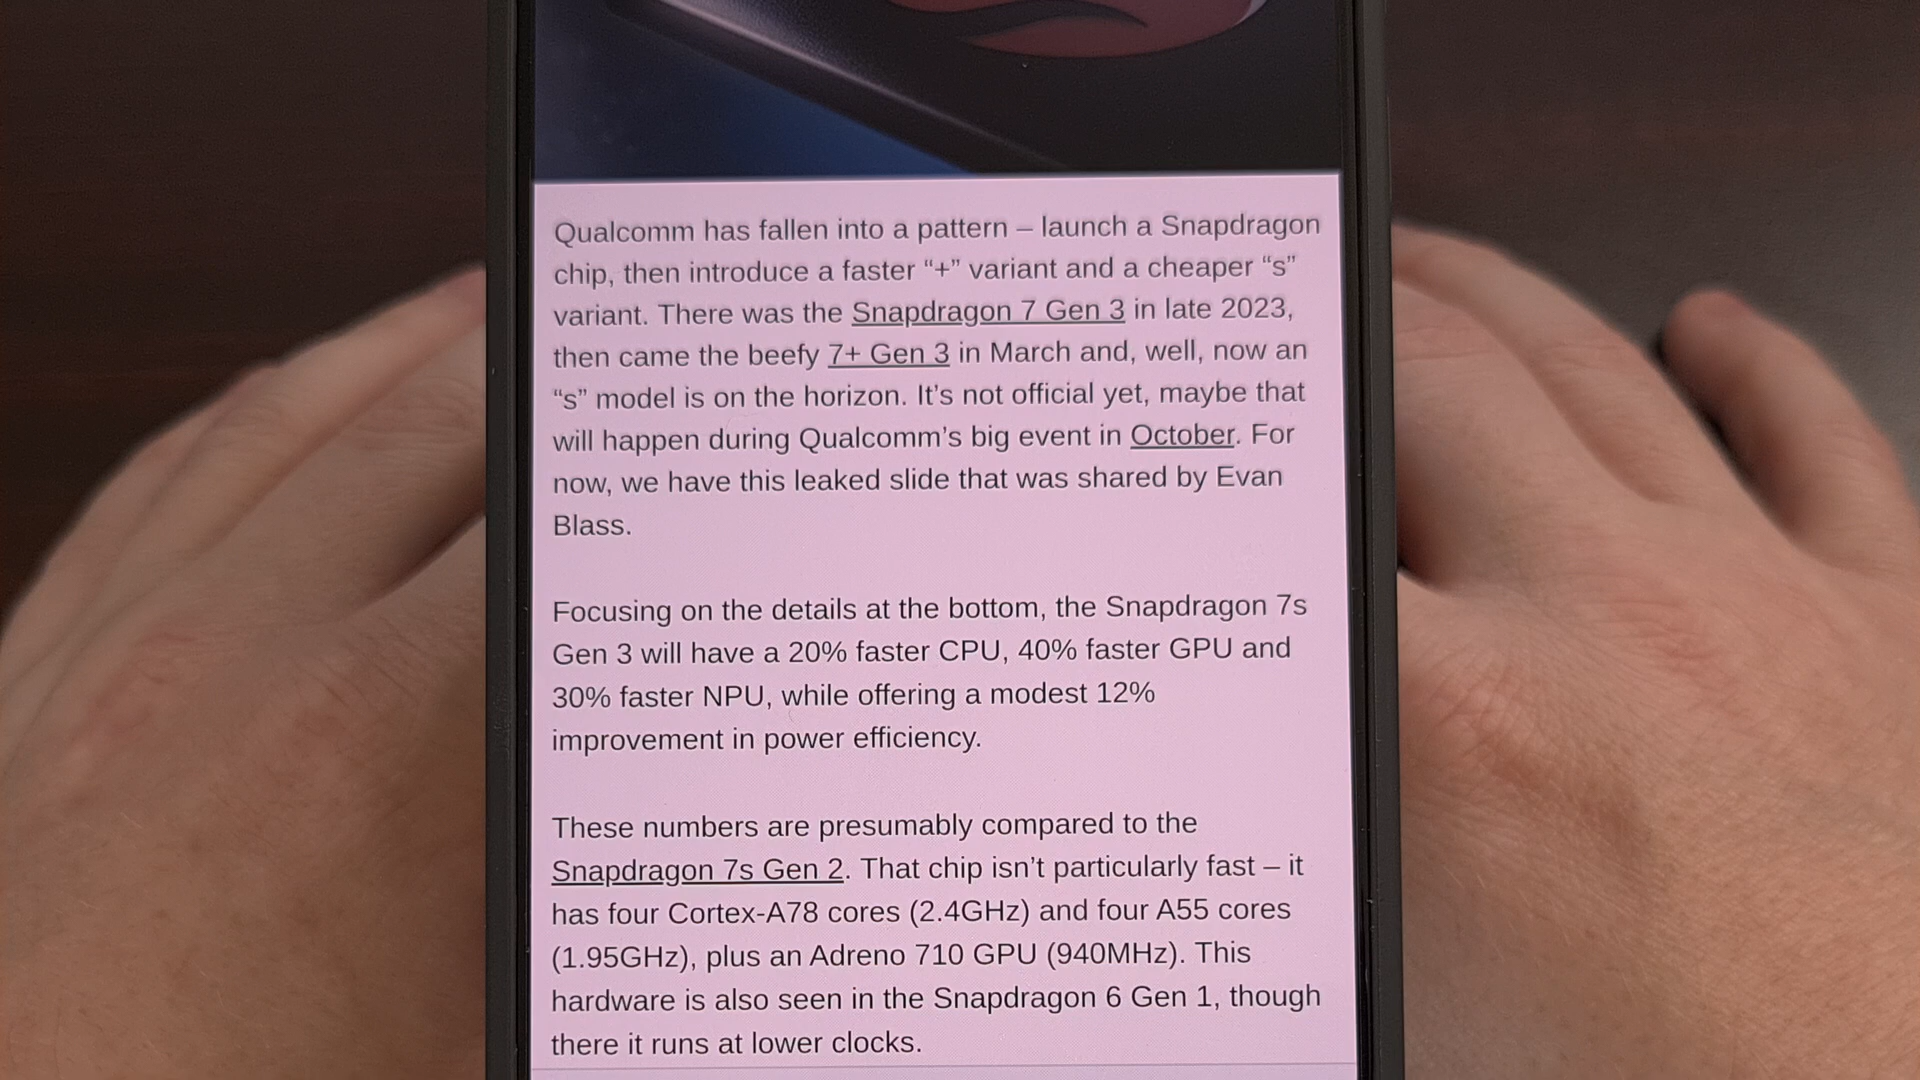 Qualcomm has fallen into a pattern – launch a Snapdragon
chip, then introduce a faster “+” variant and a cheaper “s”
variant. There was the Snapdragon 7 Gen 3 in late 2023,
then came the beefy 7+ Gen 3 in March and, well, now an
“s” model is on the horizon. It’s not official yet, maybe that
will happen during Qualcomm’s big event in October. For
now, we have this leaked slide that was shared by Evan
Blass.
Focusing on the details at the bottom, the Snapdragon 7s
Gen 3 will have a 20% faster CPU, 40% faster GPU and
30% faster NPU, while offering a modest 12%
improvement in power efficiency.
These numbers are presumably compared to the
Snapdragon 7s Gen 2. That chip isn’t particularly fast – it
has four Cortex-A78 cores (2.4GHz) and four A55 cores
(1.95GHz), plus an Adreno 710 GPU (940MHz). This
hardware is also seen in the Snapdragon 6 Gen 1, though
there it runs at lower clocks.